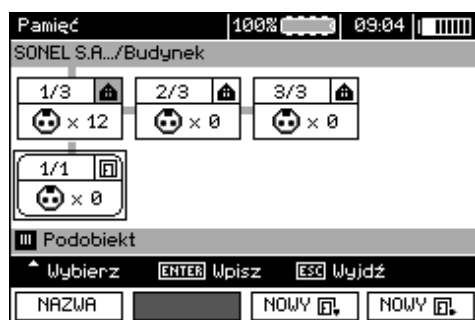 Pamięć 100% 09:04
SONEL S.A.../Budynek
1/3 2/3 3/3
x 12 x 0 x 0
1/1
x 0
Podobiekt
Wybierz ENTER Wpisz ESC Wyjdź
NAZWA NOWY NOWY